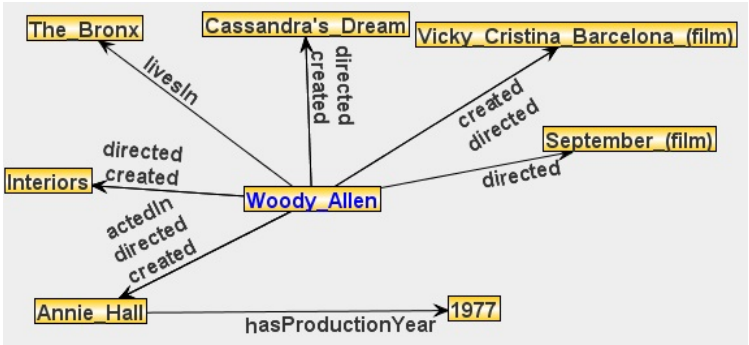 The_Bronx
Cassandra's_Dream
Vicky_Cristina_Barcelona_(film)
livesIn
created
directed
created
directed
September_(film)
directed
directed
created
Interiors
Woody_Allen
actedIn
directed
created
Annie_Hall
hasProductionYear
1977